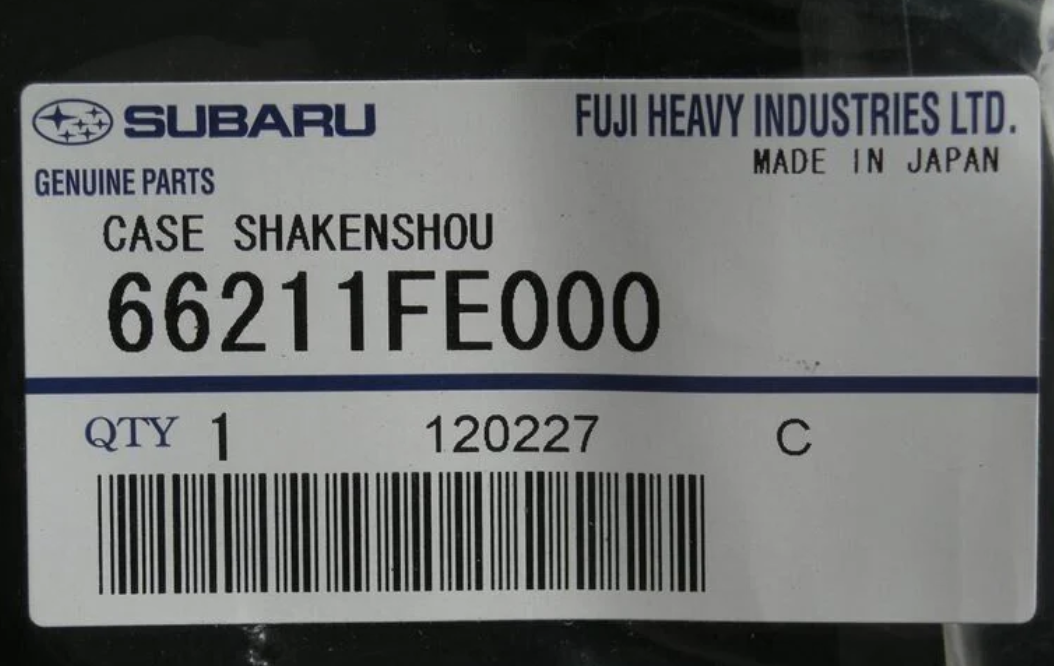 SUBARU
FUJI HEAVY INDUSTRIES LTD.
MADE IN JAPAN
GENUINE PARTS
CASE SHAKENSHOU
66211FE000
QTY 1 120227 C